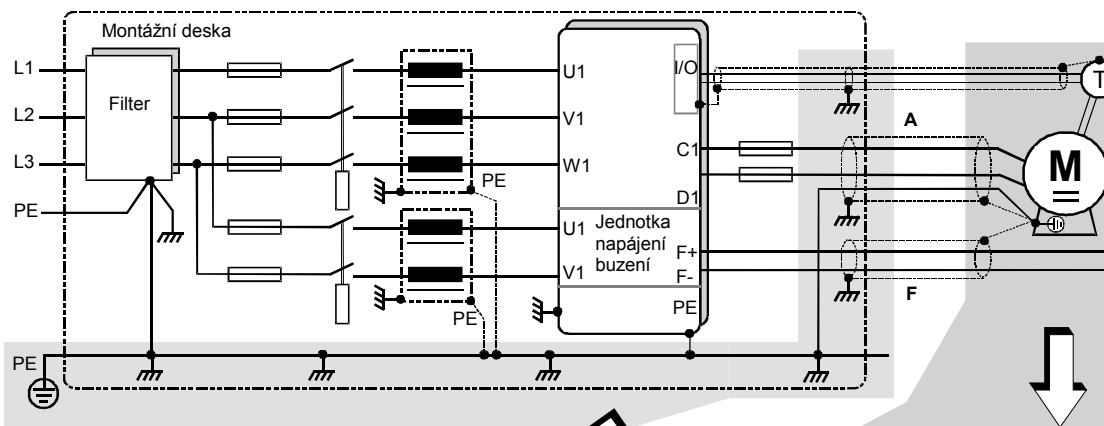 Montážní deska
L1
L2
L3
PE
Filter
U1
V1
W1
I/O
C1
D1
PE
U1
V1
Jednotka
napájení
buzení
F+
F-
PE
PE
A
F
T
M
PE